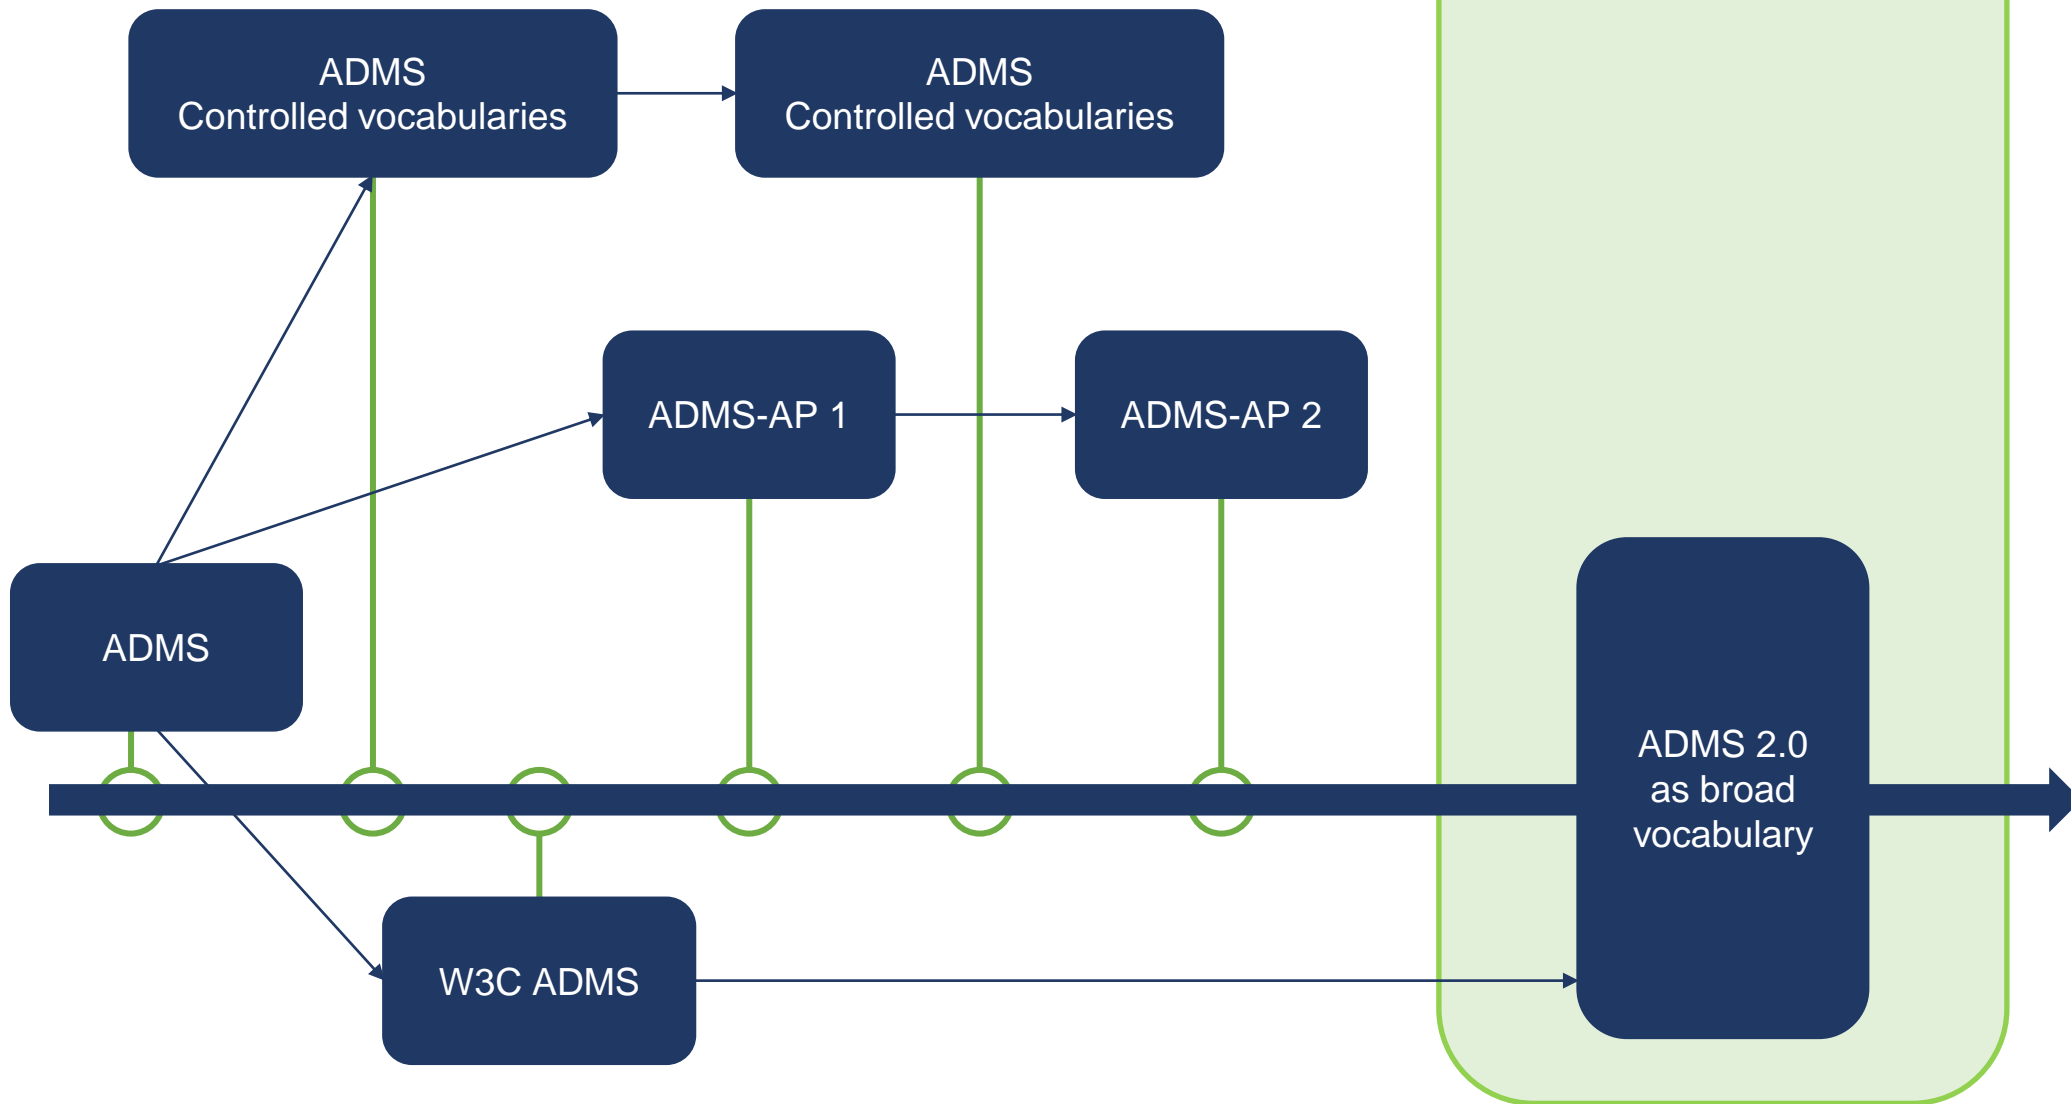 ADMS
Controlled vocabularies
ADMS
Controlled vocabularies
ADMS-AP 1
ADMS-AP 2
ADMS
ADMS 2.0
as broad
vocabulary
W3C ADMS